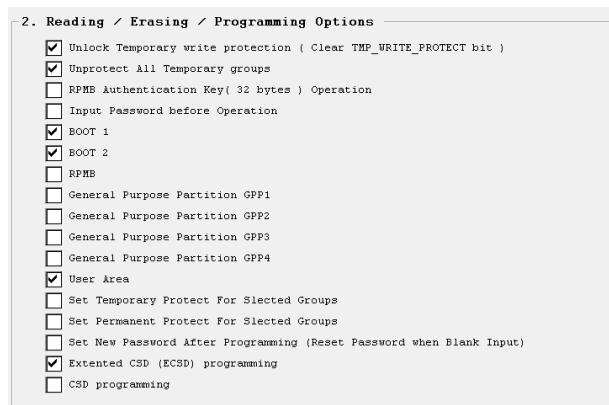 2. Reading / Erasing / Programming Options
Unlock Temporary write protection ( Clear TMP_WRITE_PROTECT bit )
Unprotect All Temporary groups
RPMB Authentication Key( 32 bytes ) Operation
Input Password before Operation
BOOT 1
BOOT 2
RPMB
General Purpose Partition GPP1
General Purpose Partition GPP2
General Purpose Partition GPP3
General Purpose Partition GPP4
User Area
Set Temporary Protect For Slected Groups
Set Permanent Protect For Slected Groups
Set New Password After Programming (Reset Password when Blank Input)
Extented CSD (ECSD) programming
CSD programming